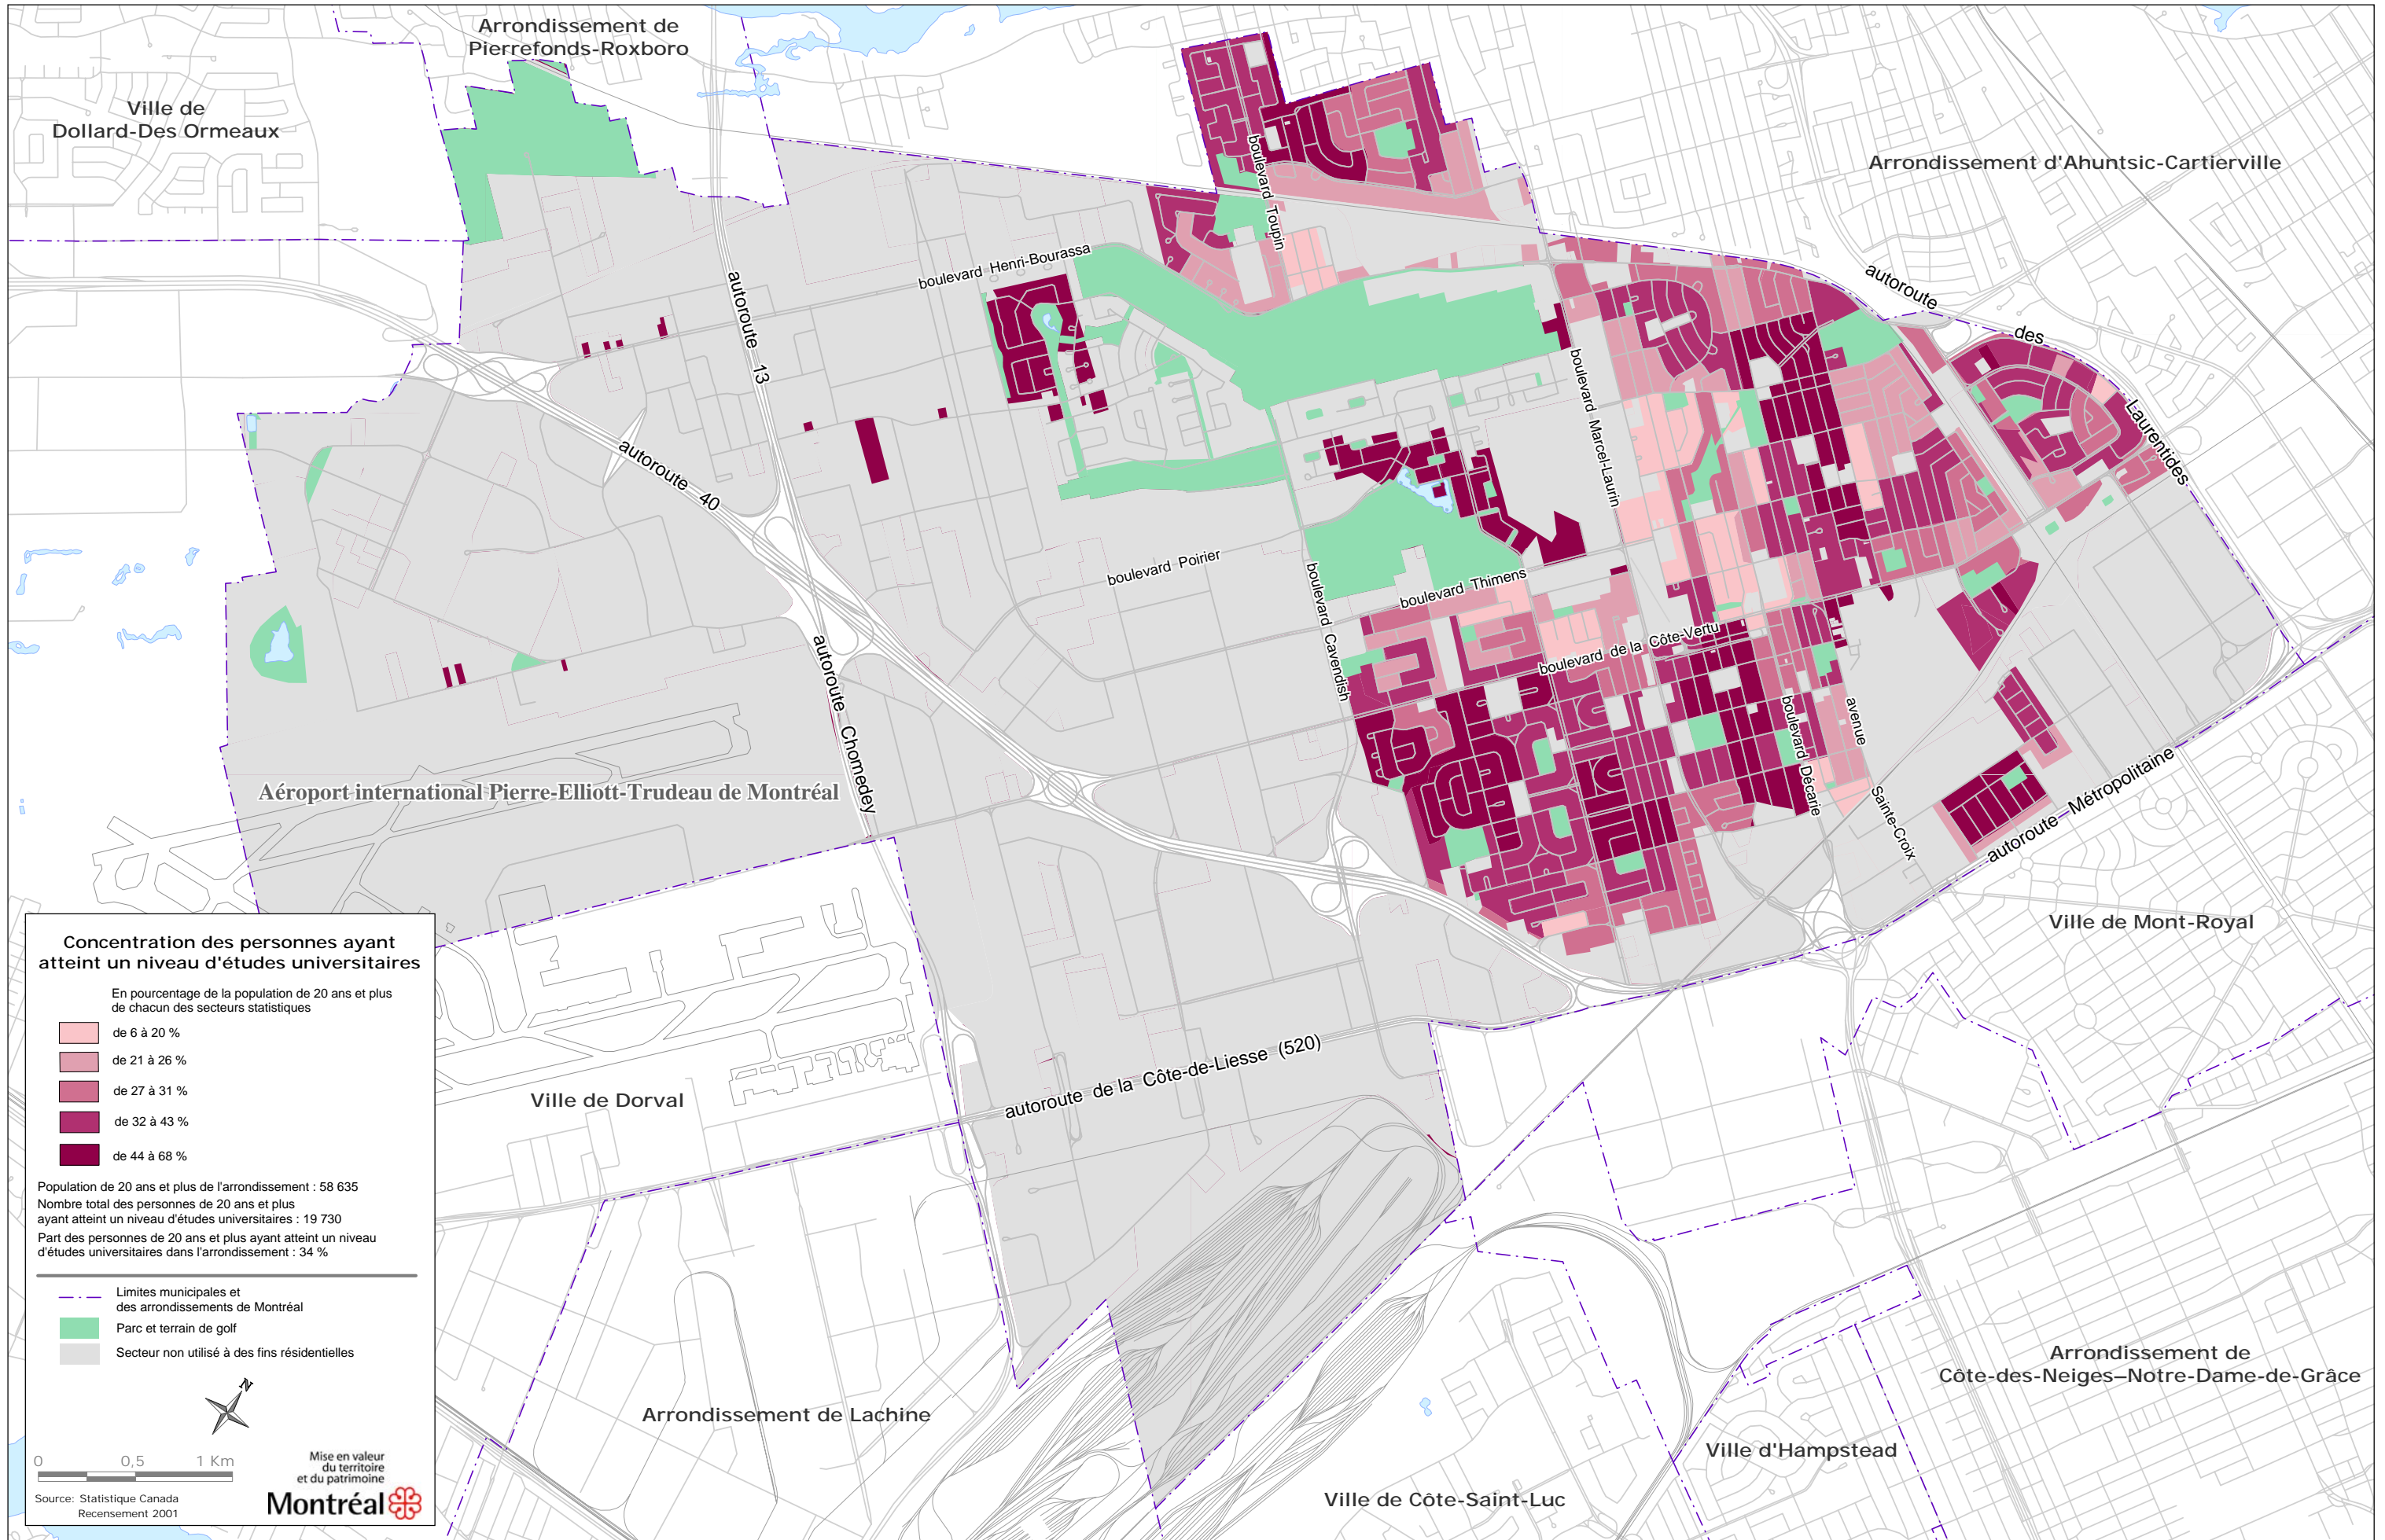 Arrondissement de
Pierrefonds-Roxboro
Ville de
Dollard-Des Ormeaux
Arrondissement d'Ahuntsic-Cartierville
boulevard Toupin
boulevard Henri-Bourassa
autoroute 13
autoroute des Laurentides
boulevard Marcel-Laurin
autoroute 40
boulevard Poirier
boulevard Thimens
boulevard Cavendish
boulevard de la Côte-Vertu
autoroute Chomedey
boulevard Décarie
avenue Sainte-Croix
Aéroport international Pierre-Elliott-Trudeau de Montréal
autoroute Métropolitaine
Ville de Mont-Royal
autoroute de la Côte-de-Liesse (520)
Ville de Dorval
Arrondissement de Lachine
Ville de Côte-Saint-Luc
Ville d'Hampstead
Arrondissement de
Côte-des-Neiges–Notre-Dame-de-Grâce
Concentration des personnes ayant
atteint un niveau d'études universitaires
En pourcentage de la population de 20 ans et plus
de chacun des secteurs statistiques
de 6 à 20 %
de 21 à 26 %
de 27 à 31 %
de 32 à 43 %
de 44 à 68 %
Population de 20 ans et plus de l'arrondissement : 58 635
Nombre total des personnes de 20 ans et plus
ayant atteint un niveau d'études universitaires : 19 730
Part des personnes de 20 ans et plus ayant atteint un niveau
d'études universitaires dans l'arrondissement : 34 %
Limites municipales et
des arrondissements de Montréal
Parc et terrain de golf
Secteur non utilisé à des fins résidentielles
N
0 0,5 1 Km
Mise en valeur
du territoire
et du patrimoine
Montréal
Source: Statistique Canada
Recensement 2001